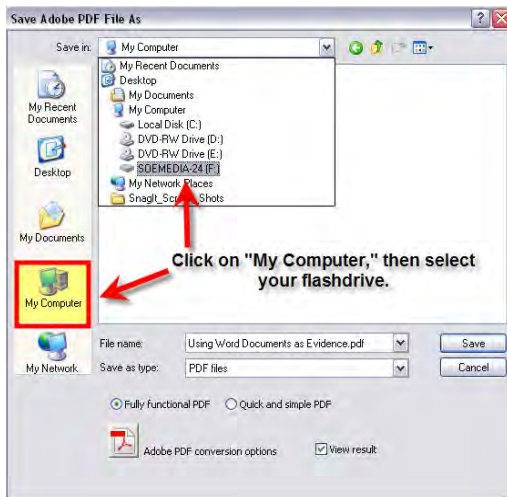 Save Adobe PDF File As
Save in:
My Computer
My Recent Documents
Desktop
My Documents
My Computer
Local Disk (C:)
DVD-RW Drive (D:)
DVD-RW Drive (E:)
SOEMEDIA-24 (F:)
My Network Places
SnagIt_Screen Shots
My Recent
Documents
Desktop
My Documents
My Computer
My Network
Click on "My Computer," then select
your flashdrive.
File name:
Using Word Documents as Evidence.pdf
Save
Save as type:
PDF files
Cancel
Fully functional PDF
Quick and simple PDF
Adobe PDF conversion options
View result